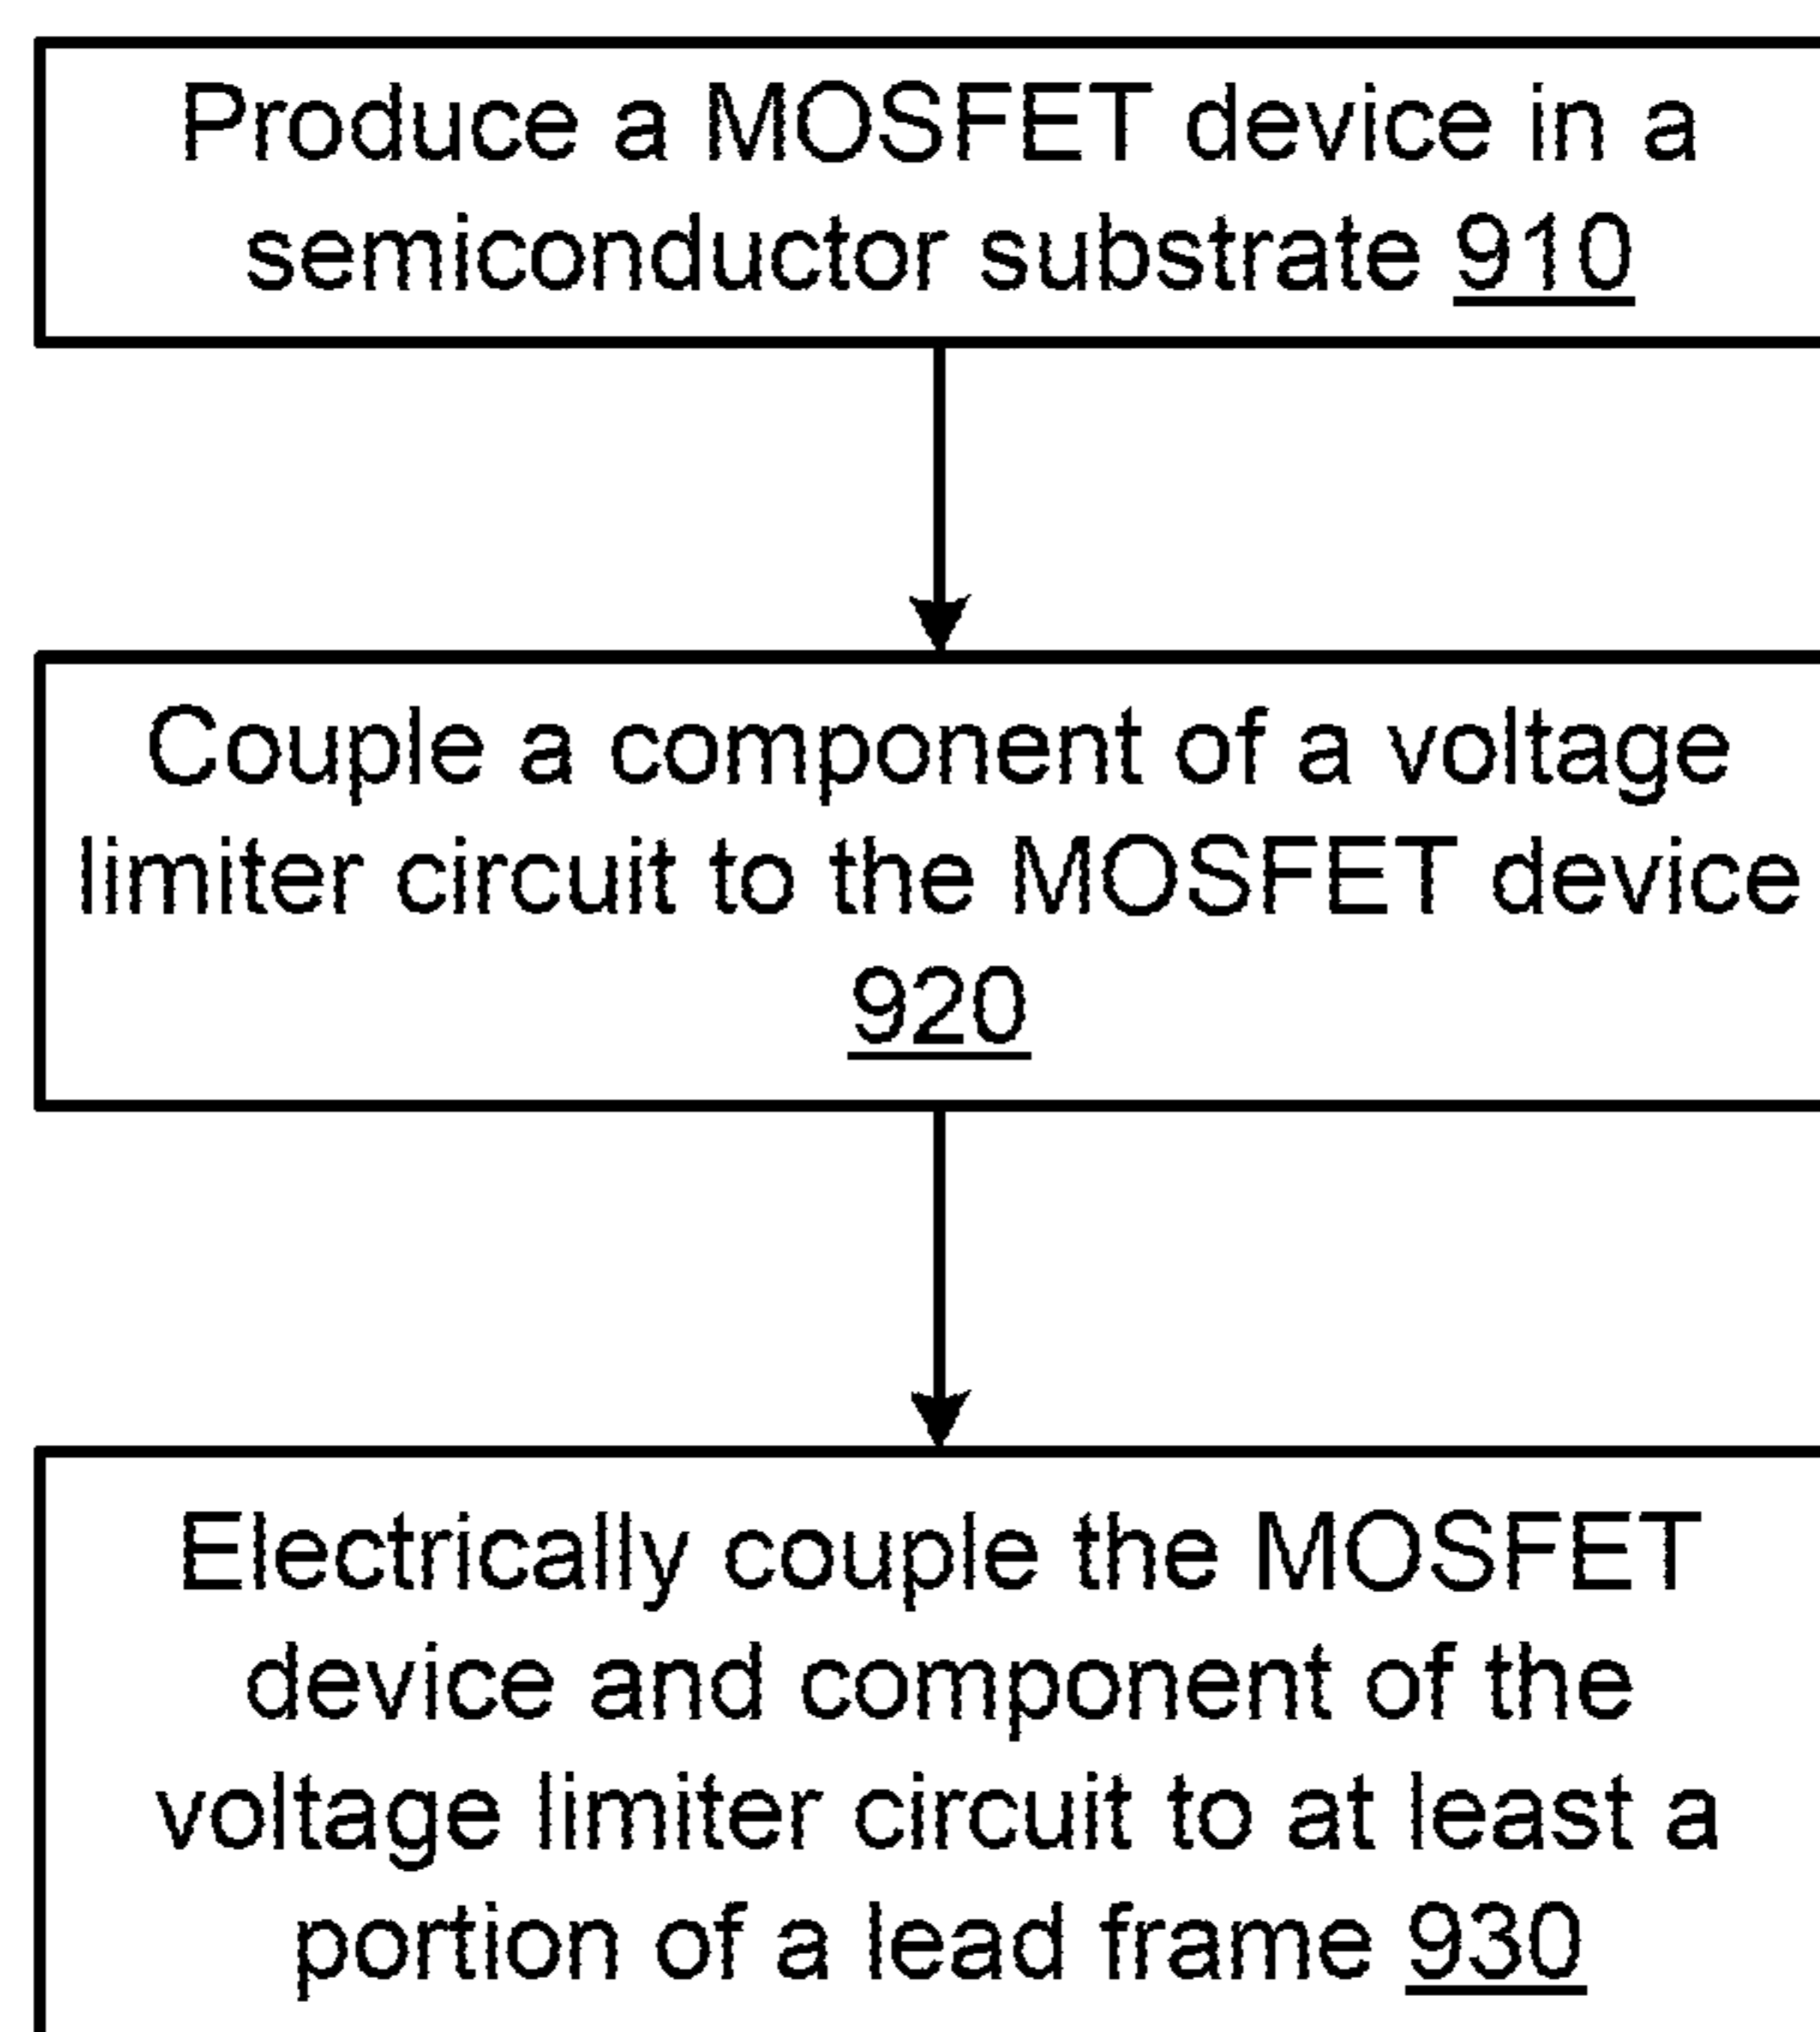 Produce a MOSFET device in a
semiconductor substrate 910
Couple a component of a voltage
limiter circuit to the MOSFET device
920
Electrically couple the MOSFET
device and component of the
voltage limiter circuit to at least a
portion of a lead frame 930